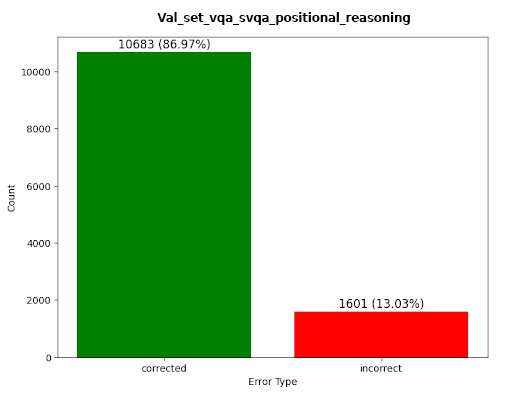 Val_set_vqa_svqa_positional_reasoning
10683 (86.97%)
1601 (13.03%)
10000
8000
6000
4000
2000
0
Count
corrected
incorrect
Error Type